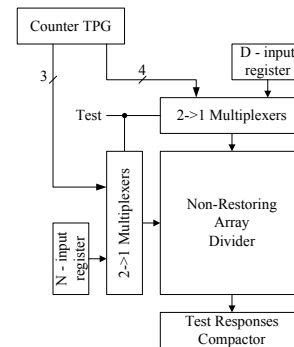 Counter TPG
3
4
D - input
register
Test
2->1 Multiplexers
2->1 Multiplexers
N - input
register
Non-Restoring
Array
Divider
Test Responses
Compactor